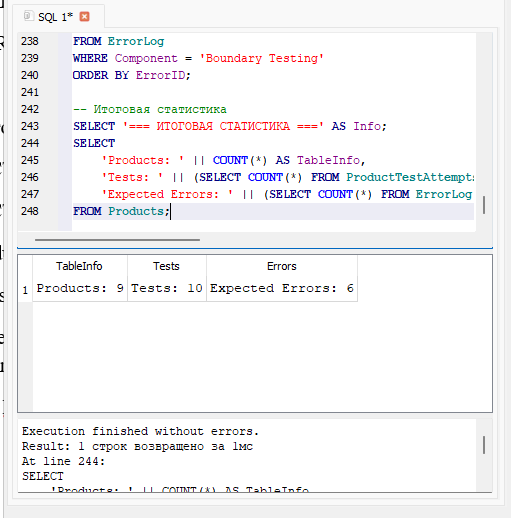 SQL 1*
238 FROM ErrorLog
239 WHERE Component = 'Boundary Testing'
240 ORDER BY ErrorID;
241
242 -- Итоговая статистика
243 SELECT '=== ИТОГОВАЯ СТАТИСТИКА ===' AS Info;
244 SELECT
245 'Products: ' || COUNT(*) AS TableInfo,
246 'Tests: ' || (SELECT COUNT(*) FROM ProductTestAttempts
247 'Expected Errors: ' || (SELECT COUNT(*) FROM ErrorLog
248 FROM Products;
TableInfo Tests Errors
1 Products: 9 Tests: 10 Expected Errors: 6
Execution finished without errors.
Result: 1 строк возвращено за 1мс
At line 244:
SELECT
'Products: ' || COUNT(*) AS TableInfo